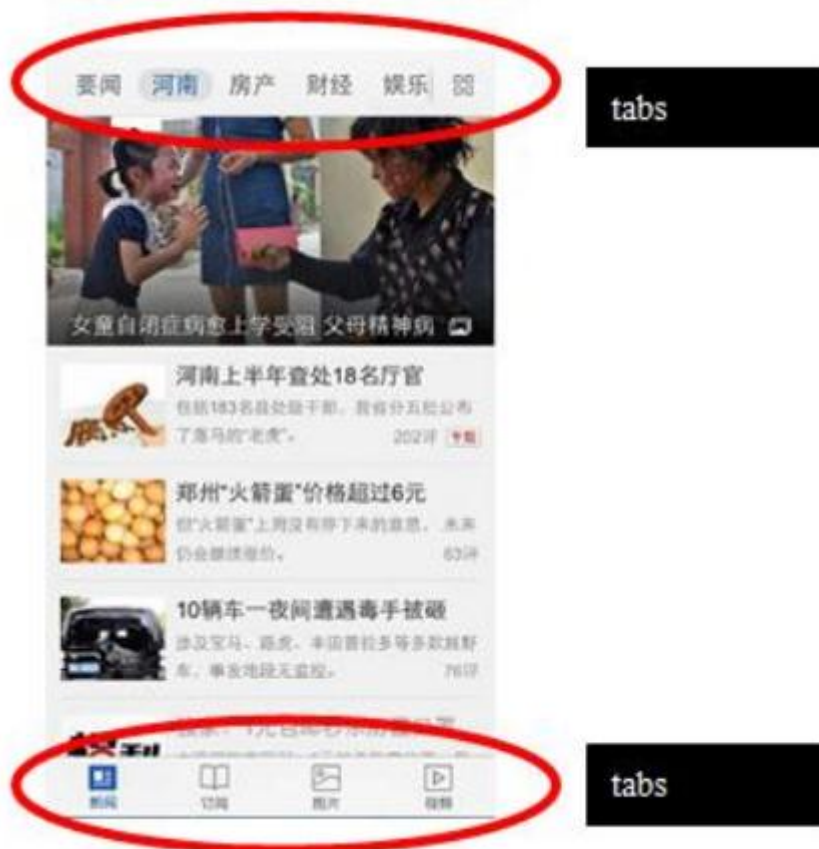 要闻 河南 房产 财经 娱乐
tabs
女童自闭症病愈上学受阻 父母精神病
河南上半年查处18名厅官
包括183名县处级干部，我省分五批公布
了落马的“老虎”。 202评 专题
郑州“火箭蛋”价格超过6元
但“火箭蛋”上周没有停下来的意思，未来
仍会继续涨价。 63评
10辆车一夜间遭遇毒手被砸
涉及宝马、路虎、丰田普拉多等多款越野
车，事发地段无监控。 76评
新闻 订阅 图片 视频
tabs